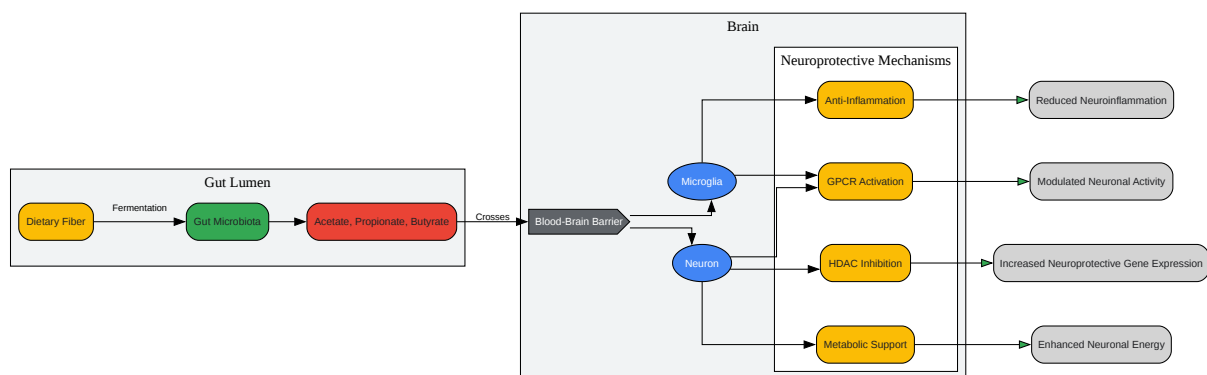 Brain
Neuroprotective Mechanisms
Anti-Inflammation
Reduced Neuroinflammation
Gut Lumen
Microglia
GPCR Activation
Modulated Neuronal Activity
Dietary Fiber
Fermentation
Gut Microbiota
Acetate, Propionate, Butyrate
Crosses
Blood-Brain Barrier
Neuron
HDAC Inhibition
Increased Neuroprotective Gene Expression
Metabolic Support
Enhanced Neuronal Energy